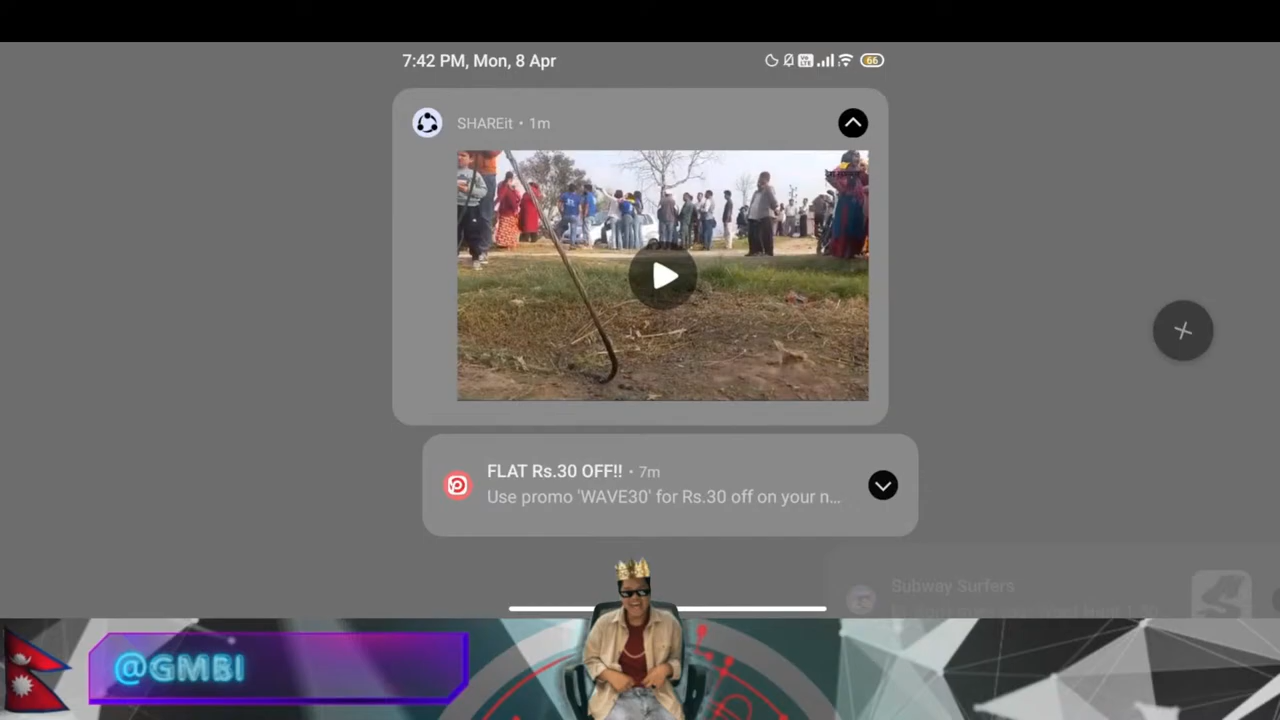 7:42 PM, Mon, 8 Apr
66
SHAREit • 1m
FLAT Rs.30 OFF!! • 7m
Use promo 'WAVE30' for Rs.30 off on your n...
Subway Surfers
@GMBI